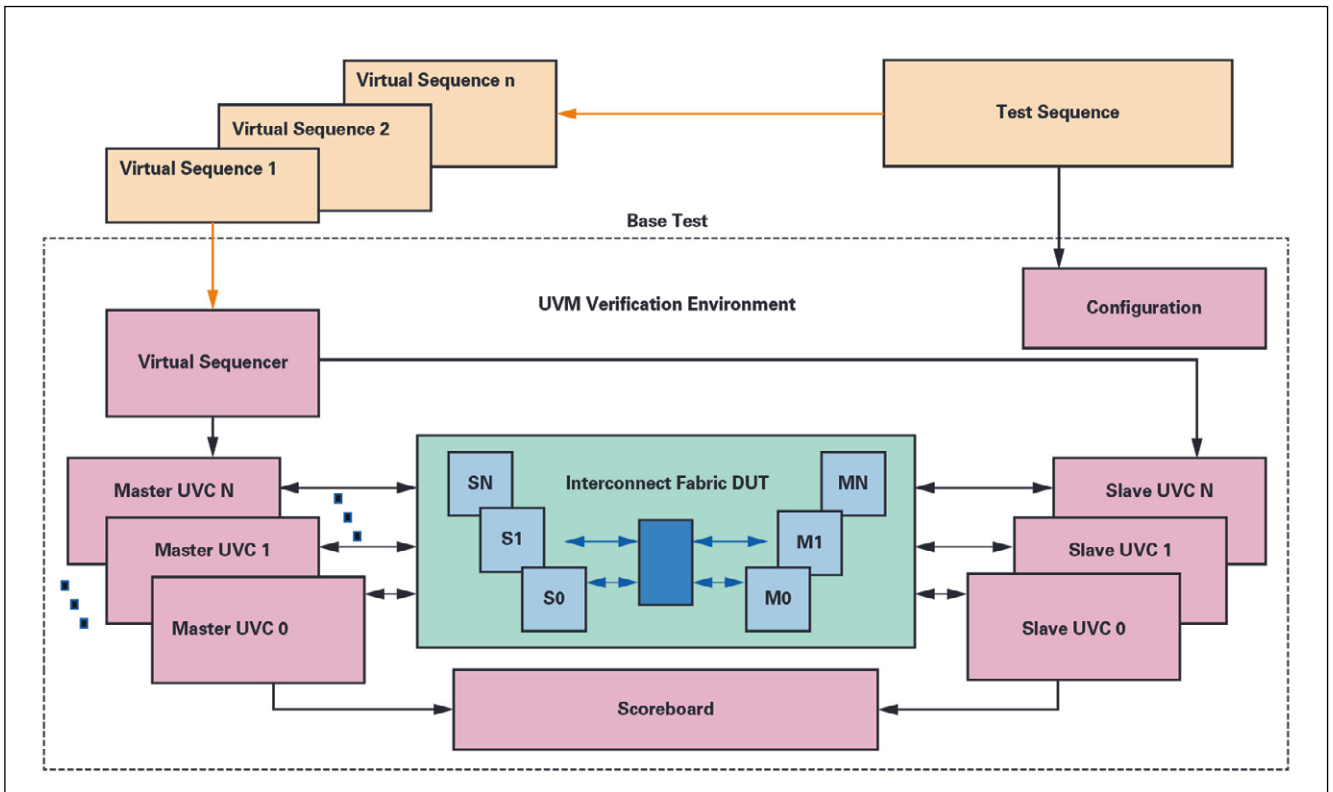 Virtual Sequence n
Virtual Sequence 2
Virtual Sequence 1
Test Sequence
Base Test
UVM Verification Environment
Configuration
Virtual Sequencer
Master UVC N
Master UVC 1
Master UVC 0
SN
S1
S0
Interconnect Fabric DUT
MN
M1
M0
Slave UVC N
Slave UVC 1
Slave UVC 0
Scoreboard